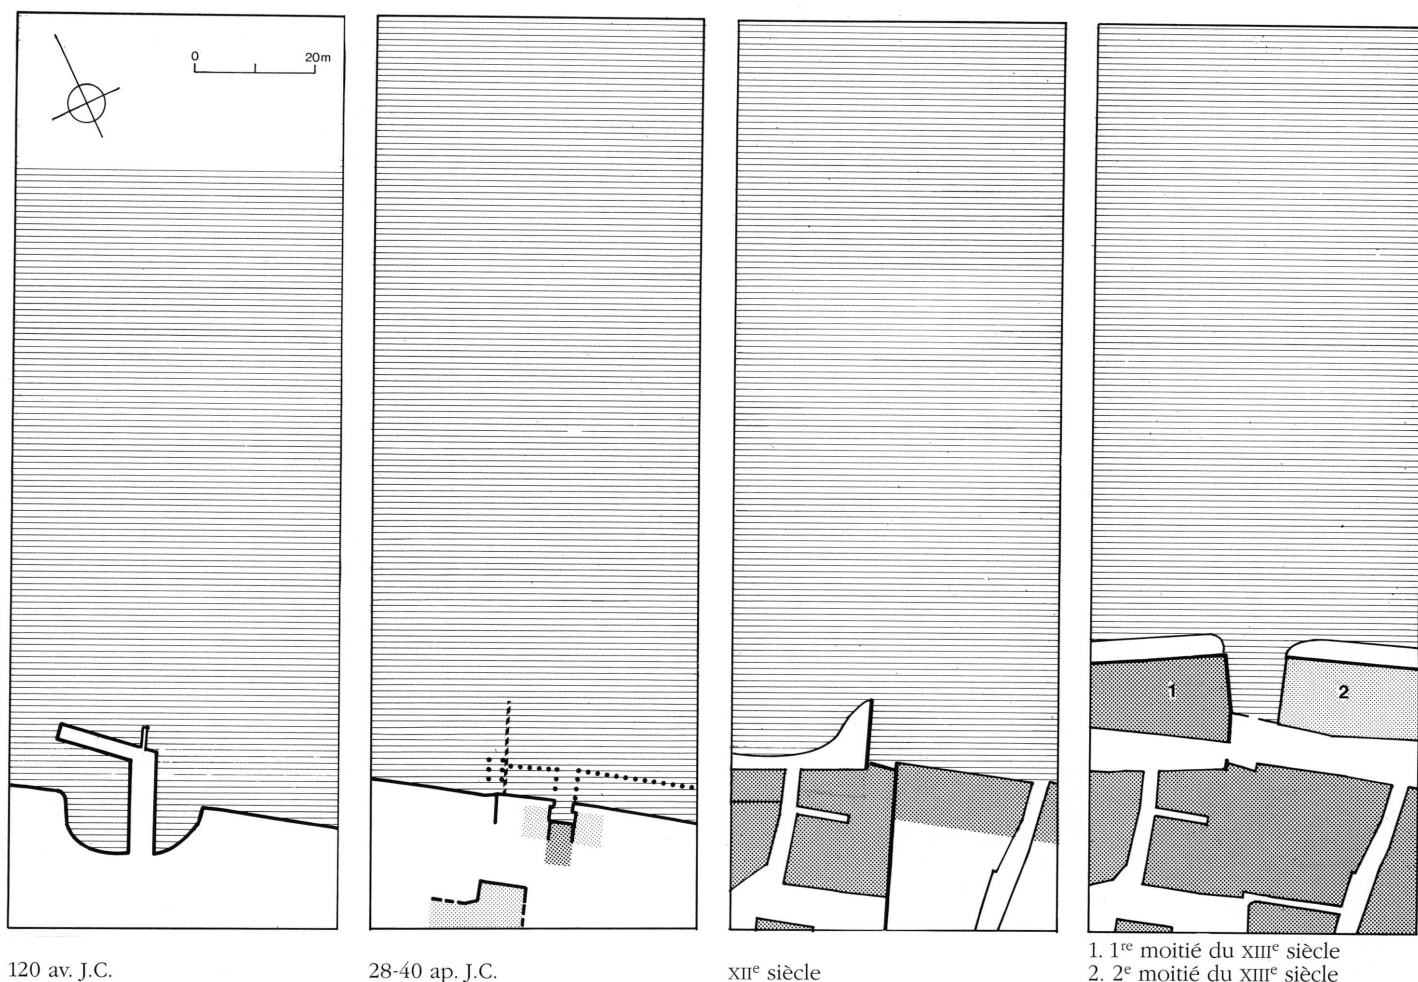 0 20m
1
2
120 av. J.C.
28-40 ap. J.C.
XIIe siècle
1. 1re moitié du XIIIe siècle
2. 2e moitié du XIIIe siècle